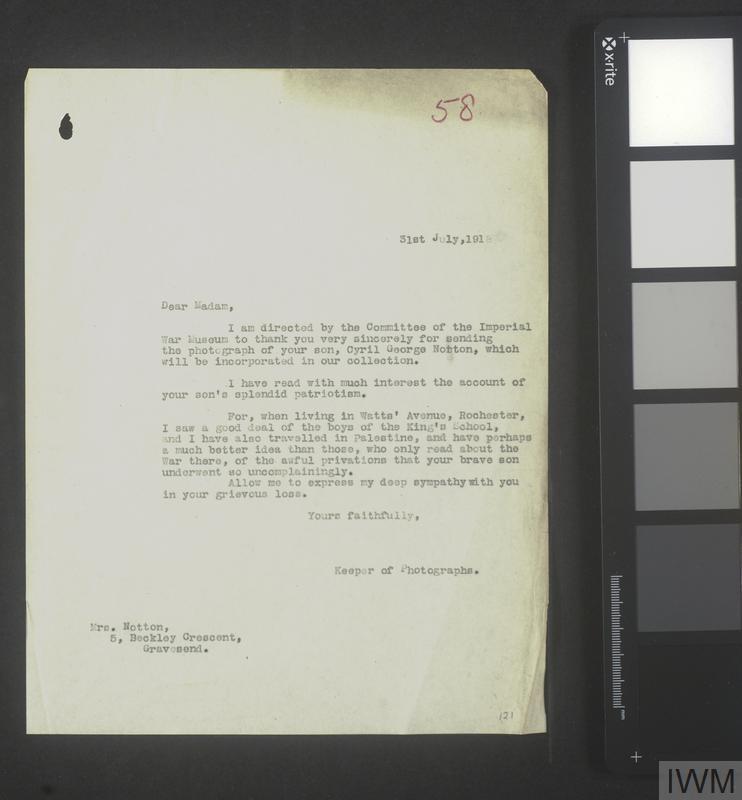 58
31st July, 191
Dear Madam,
I am directed by the Committee of the Imperial
War Museum to thank you very sincerely for sending
the photograph of your son, Cyril George Notton, which
will be incorporated in our collection.
I have read with much interest the account of
your son's splendid patriotism.
For, when living in Watts' Avenue, Rochester,
I saw a good deal of the boys of the King's School,
and I have also travelled in Palestine, and have perhaps
a much better idea than those, who only read about the
War there, of the awful privations that your brave son
underwent so uncomplainingly.
Allow me to express my deep sympathy with you
in your grievous loss.
Yours faithfully,
Keeper of Photographs.
Mrs. Notton,
5, Beckley Crescent,
Gravesend.
121
x-rite
mm
IWM